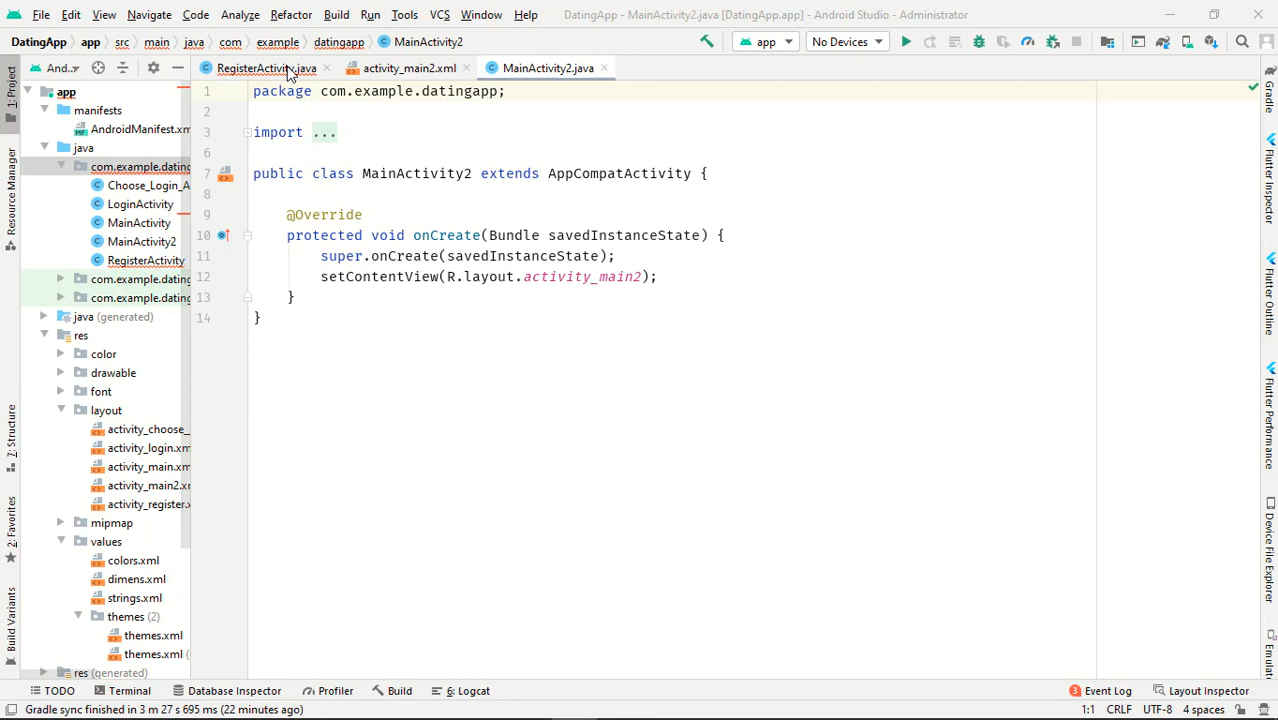 File Edit View Navigate Code Analyze Refactor Build Run Tools VCS Window Help DatingApp - MainActivity2.java [DatingApp.app] - Android Studio - Administrator
DatingApp app src main java com example datingapp MainActivity2 app No Devices
And... RegisterActivity.java activity_main2.xml MainActivity2.java
1: Project
Resource Manager
Z: Structure
2: Favorites
Build Variants
app
manifests
AndroidManifest.xm
java
com.example.dating
Choose_Login_A
LoginActivity
MainActivity
MainActivity2
RegisterActivity
com.example.dating
com.example.dating
java (generated)
res
color
drawable
font
layout
activity_choose_
activity_login.xm
activity_main.xm
activity_main2.xm
activity_register.x
mipmap
values
colors.xml
dimens.xml
strings.xml
themes (2)
themes.xml
themes.xml (
res (generated)
1 package com.example.datingapp;
2
3 import ...
6
7 public class MainActivity2 extends AppCompatActivity {
8
9 @Override
10 protected void onCreate(Bundle savedInstanceState) {
11 super.onCreate(savedInstanceState);
12 setContentView(R.layout.activity_main2);
13 }
14 }
Gradle
Flutter Inspector
Flutter Outline
Flutter Performance
Device File Explorer
Emulato
TODO Terminal Database Inspector Profiler Build 6: Logcat 3 Event Log Layout Inspector
Gradle sync finished in 3 m 27 s 695 ms (22 minutes ago) 1:1 CRLF UTF-8 4 spaces